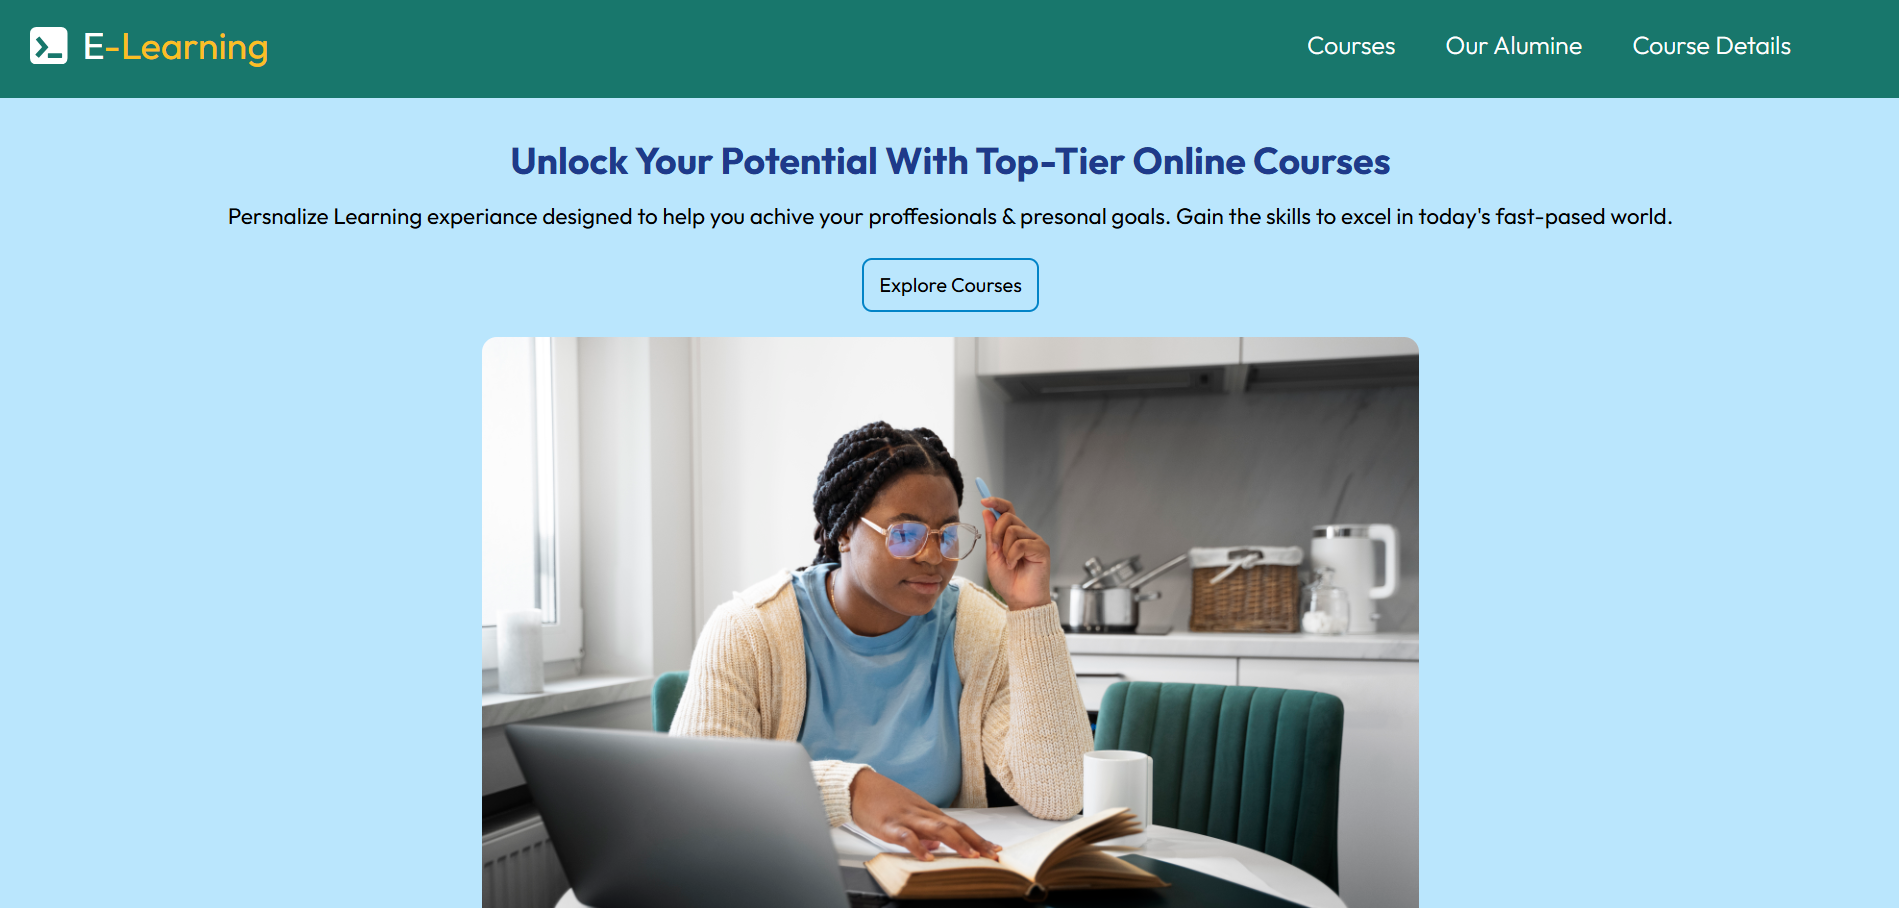 E-Learning
Courses
Our Alumine
Course Details
Unlock Your Potential With Top-Tier Online Courses
Persnalize Learning experiance designed to help you achive your proffesionals & presonal goals. Gain the skills to excel in today's fast-pased world.
Explore Courses